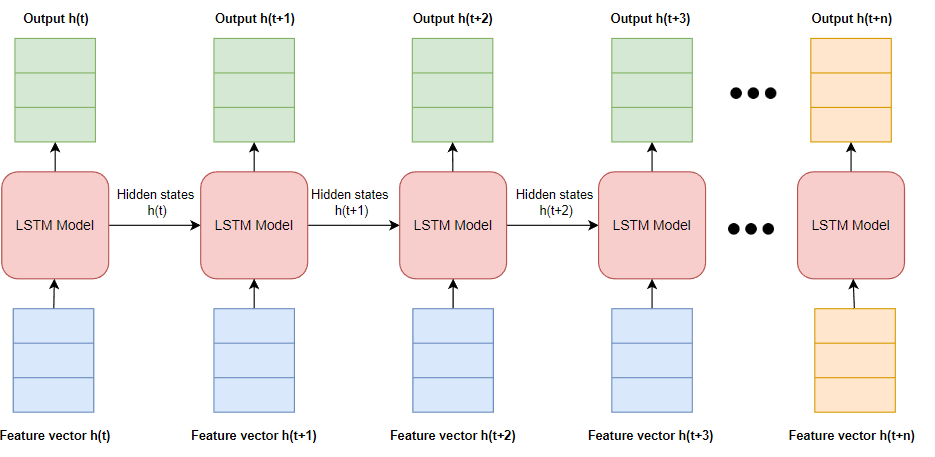 Output h(t)
Output h(t+1)
Output h(t+2)
Output h(t+3)
Output h(t+n)
LSTM Model
Hidden states
h(t)
LSTM Model
Hidden states
h(t+1)
LSTM Model
Hidden states
h(t+2)
LSTM Model
LSTM Model
Feature vector h(t)
Feature vector h(t+1)
Feature vector h(t+2)
Feature vector h(t+3)
Feature vector h(t+n)